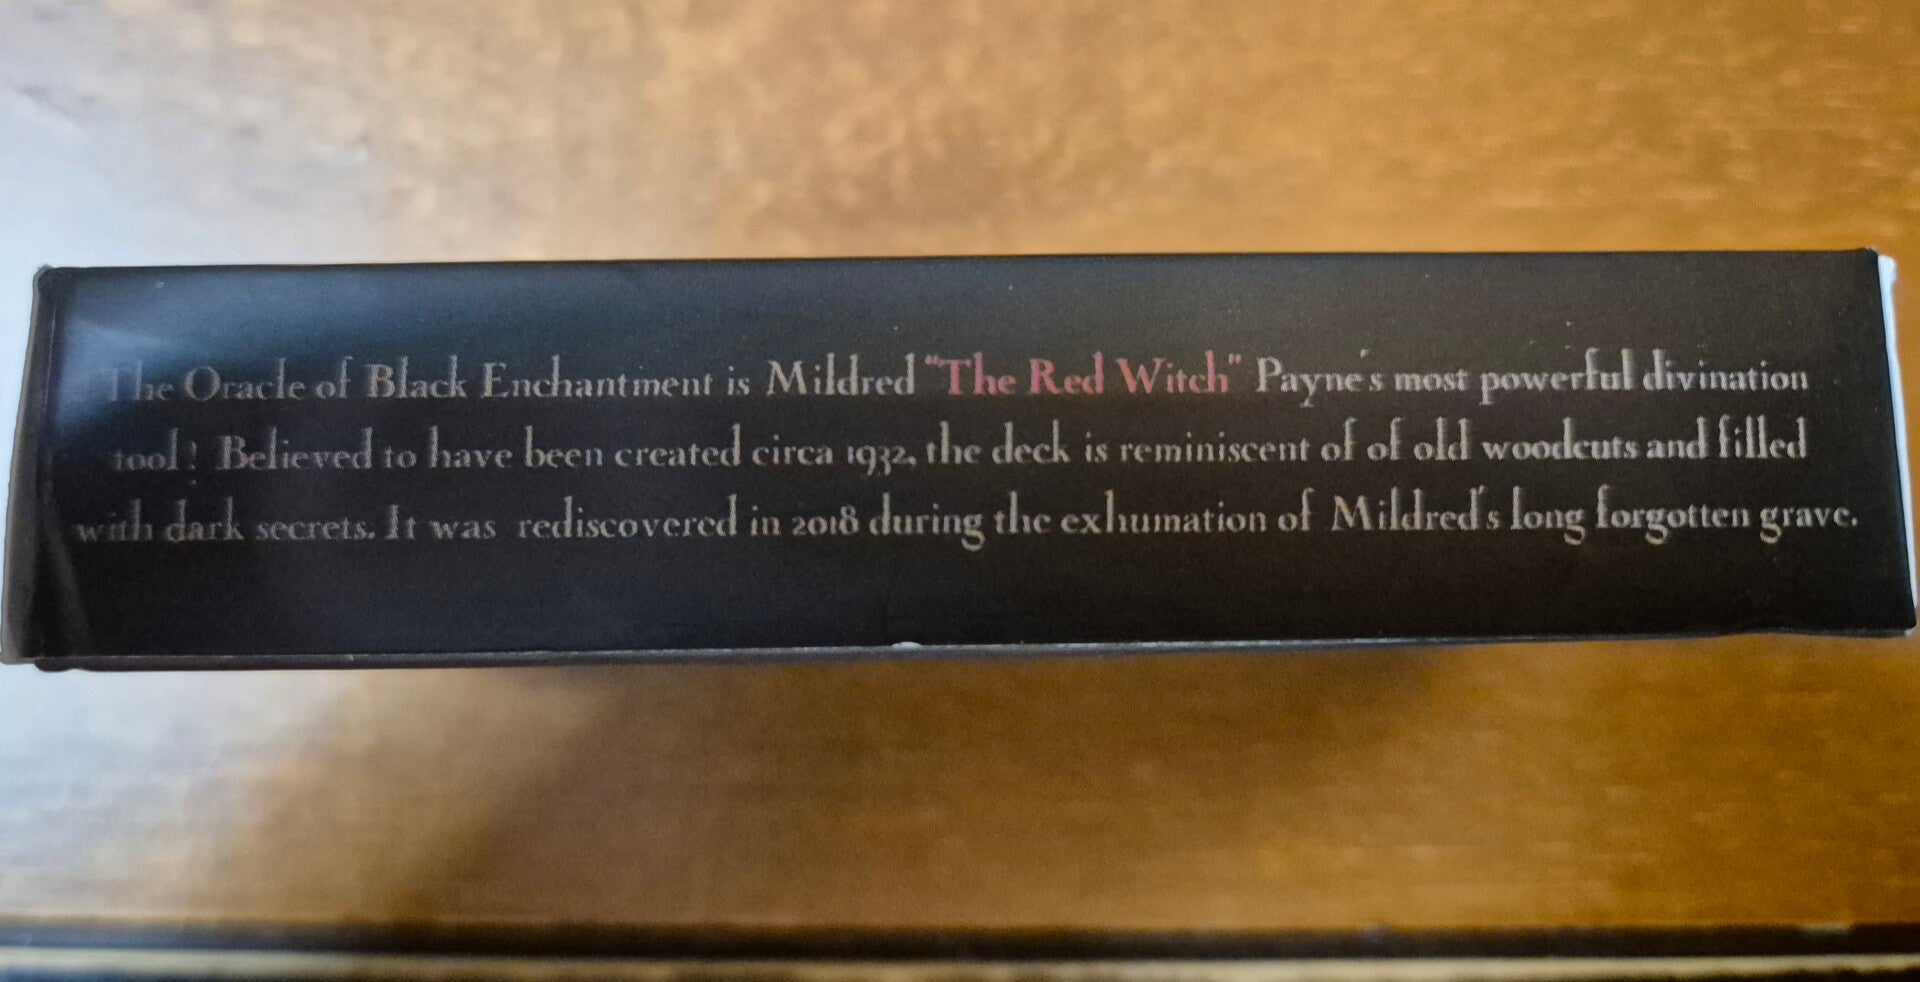 The Oracle of Black Enchantment is Mildred "The Red Witch" Payne's most powerful divination
tool! Believed to have been created circa 1932, the deck is reminiscent of of old woodcuts and filled
with dark secrets. It was rediscovered in 2018 during the exhumation of Mildred's long forgotten grave.